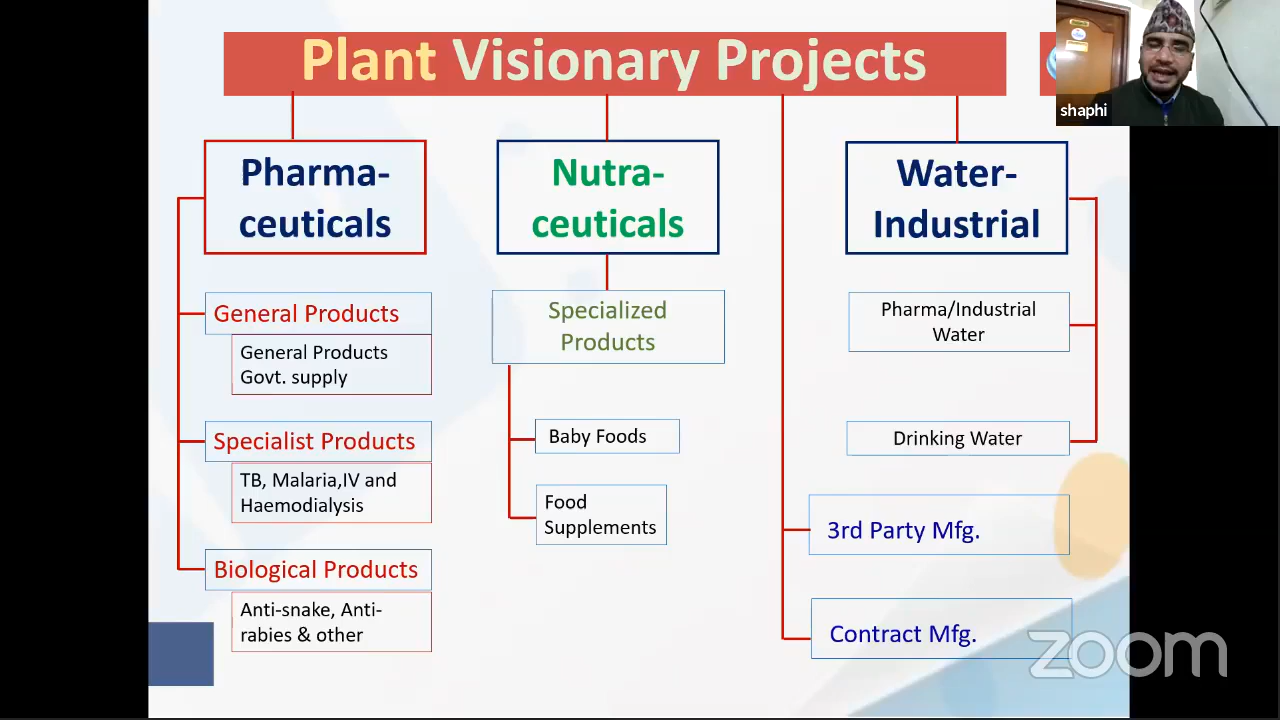 Plant Visionary Projects
shaphi
Pharma-
ceuticals
General Products
General Products
Govt. supply
Specialist Products
TB, Malaria,IV and
Haemodialysis
Biological Products
Anti-snake, Anti-
rabies & other
Nutra-
ceuticals
Specialized
Products
Baby Foods
Food
Supplements
Water-
Industrial
Pharma/Industrial
Water
Drinking Water
3rd Party Mfg.
Contract Mfg.
zoom